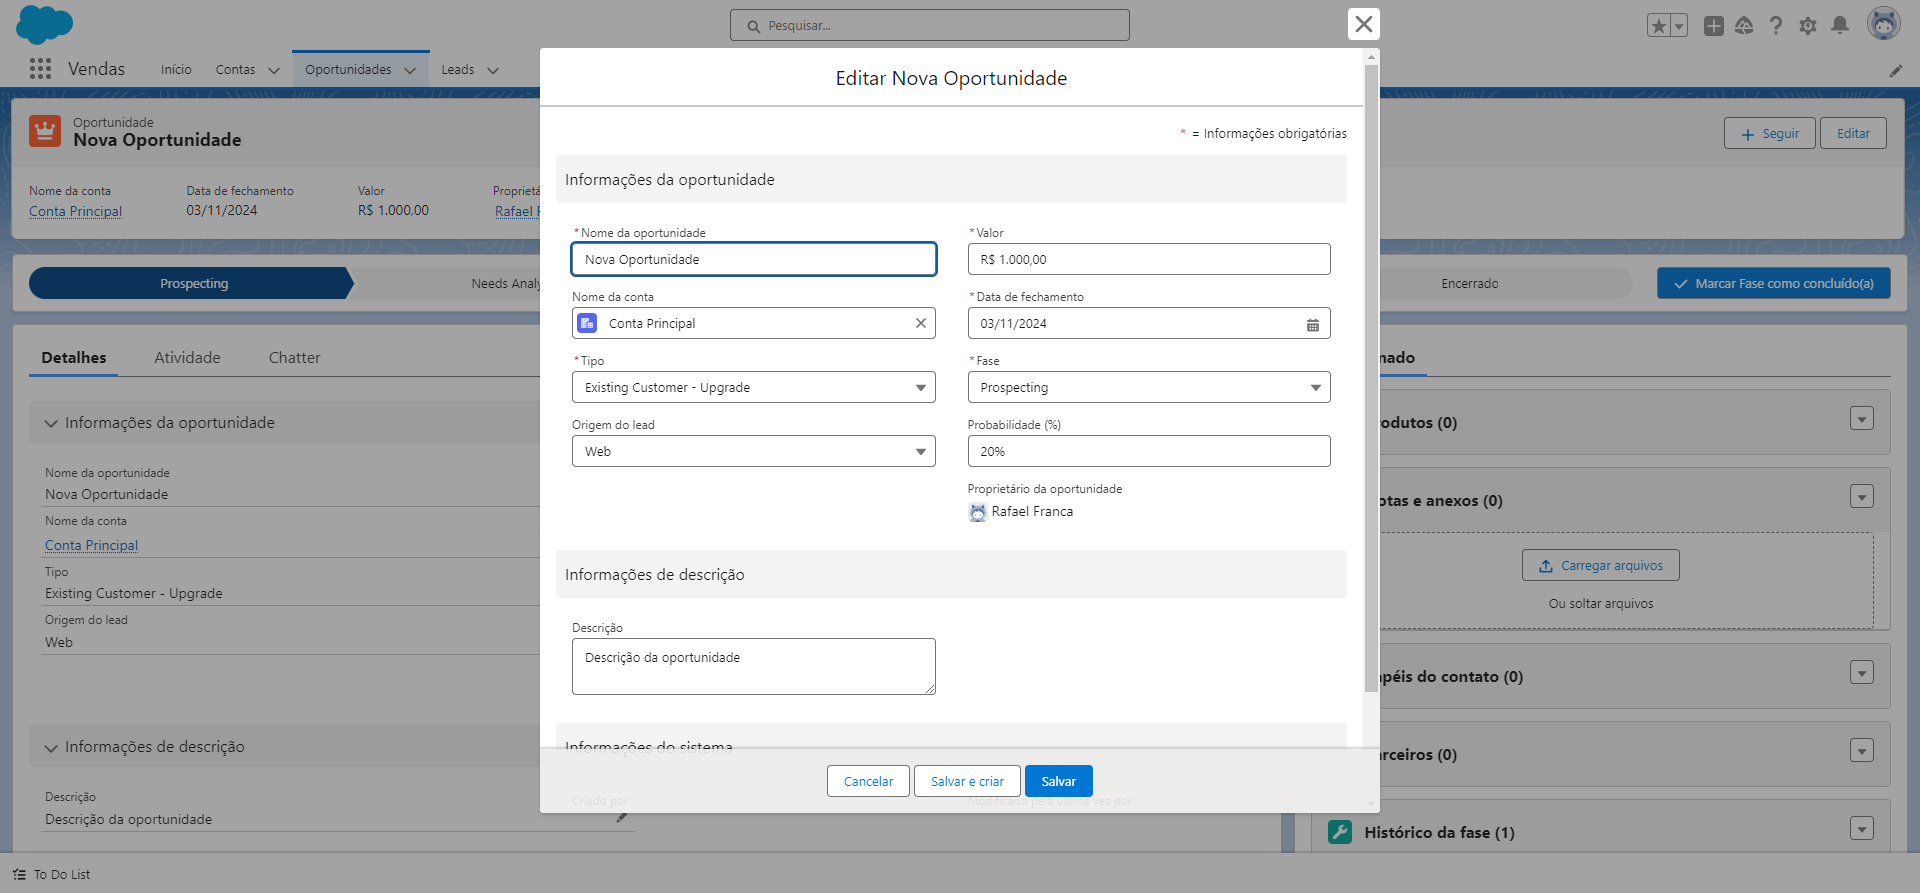 Pesquisar...
Vendas
Início
Contas
Oportunidades
Leads
Oportunidade
Nova Oportunidade
Seguir
Editar
Nome da conta
Conta Principal
Data de fechamento
03/11/2024
Valor
R$ 1.000,00
Rafael
Prospecting
Encerrado
Marcar Fase como concluído(a)
Detalhes
Atividade
Chatter
Informações da oportunidade
Nome da oportunidade
Nova Oportunidade
Nome da conta
Conta Principal
Tipo
Existing Customer - Upgrade
Origem do lead
Web
Informações de descrição
Descrição
Descrição da oportunidade
Editar Nova Oportunidade
* = Informações obrigatórias
Informações da oportunidade
*Nome da oportunidade
Nova Oportunidade
*Valor
R$ 1.000,00
Nome da conta
Conta Principal
*Data de fechamento
03/11/2024
*Tipo
Existing Customer - Upgrade
*Fase
Prospecting
Origem do lead
Web
Probabilidade (%)
20%
Proprietário da oportunidade
Rafael Franca
Informações de descrição
Descrição
Descrição da oportunidade
Informações do sistema
Criado por
Modificado pela última vez por
Cancelar
Salvar e criar
Salvar
nado
odutos (0)
otas e anexos (0)
Carregar arquivos
Ou soltar arquivos
péis do contato (0)
rceiros (0)
Histórico da fase (1)
To Do List